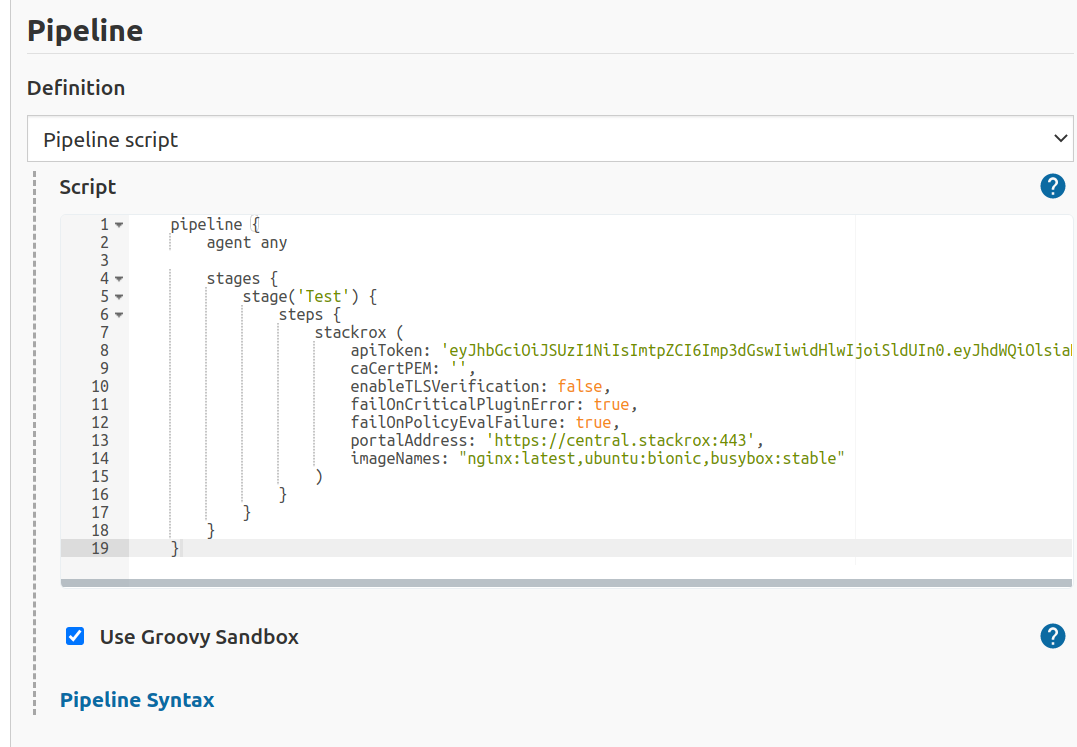 Pipeline
Definition
Pipeline script
Script
?
1 pipeline {
2 agent any
3
4 stages {
5 stage('Test') {
6 steps {
7 stackrox (
8 apiToken: 'eyJhbGciOiJSUzI1NiIsImtpZCI6Imp3dGswIiwidHlwIjoiSldUIn0.eyJhdWQiOlsia
9 caCertPEM: '',
10 enableTLSVerification: false,
11 failOnCriticalPluginError: true,
12 failOnPolicyEvalFailure: true,
13 portalAddress: 'https://central.stackrox:443',
14 imageNames: "nginx:latest,ubuntu:bionic,busybox:stable"
15 )
16 }
17 }
18 }
19 }
Use Groovy Sandbox
?
Pipeline Syntax